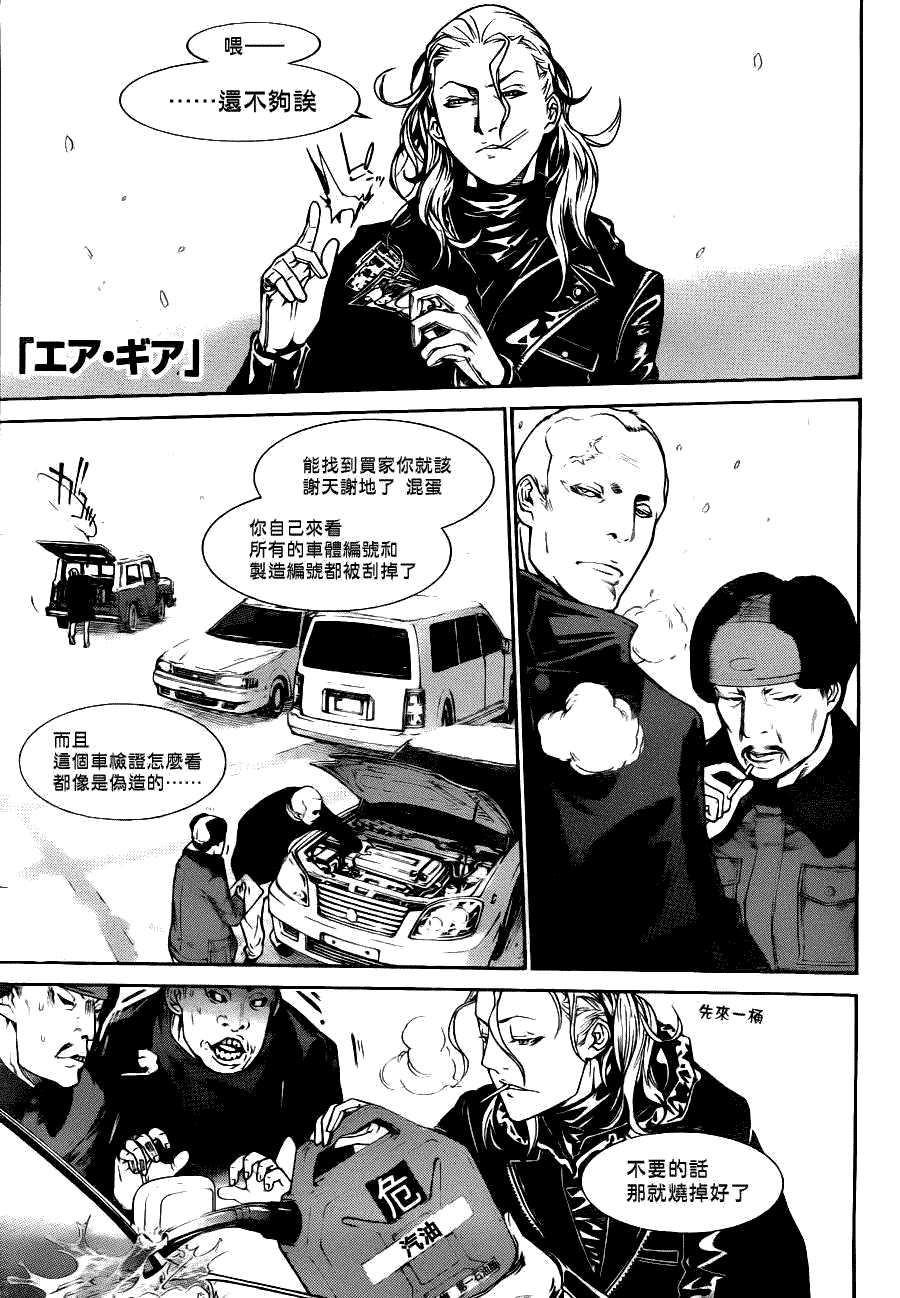 喂——
……還不夠誒
「エア・ギア」
能找到買家你就該
謝天謝地了 混蛋
你自己來看
所有的車體編號和
製造編號都被刮掉了
而且
這個車檢證怎麼看
都像是偽造的……
先來一桶
不要的話
那就燒掉好了
危
汽油